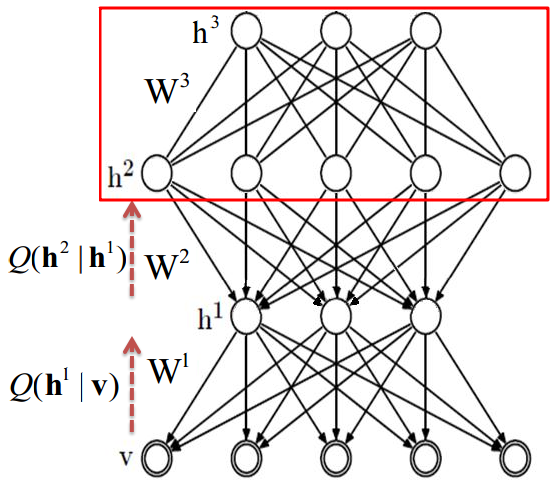 h³
W³
h²
Q(h² | h¹) W²
h¹
Q(h¹ | v) W¹
v